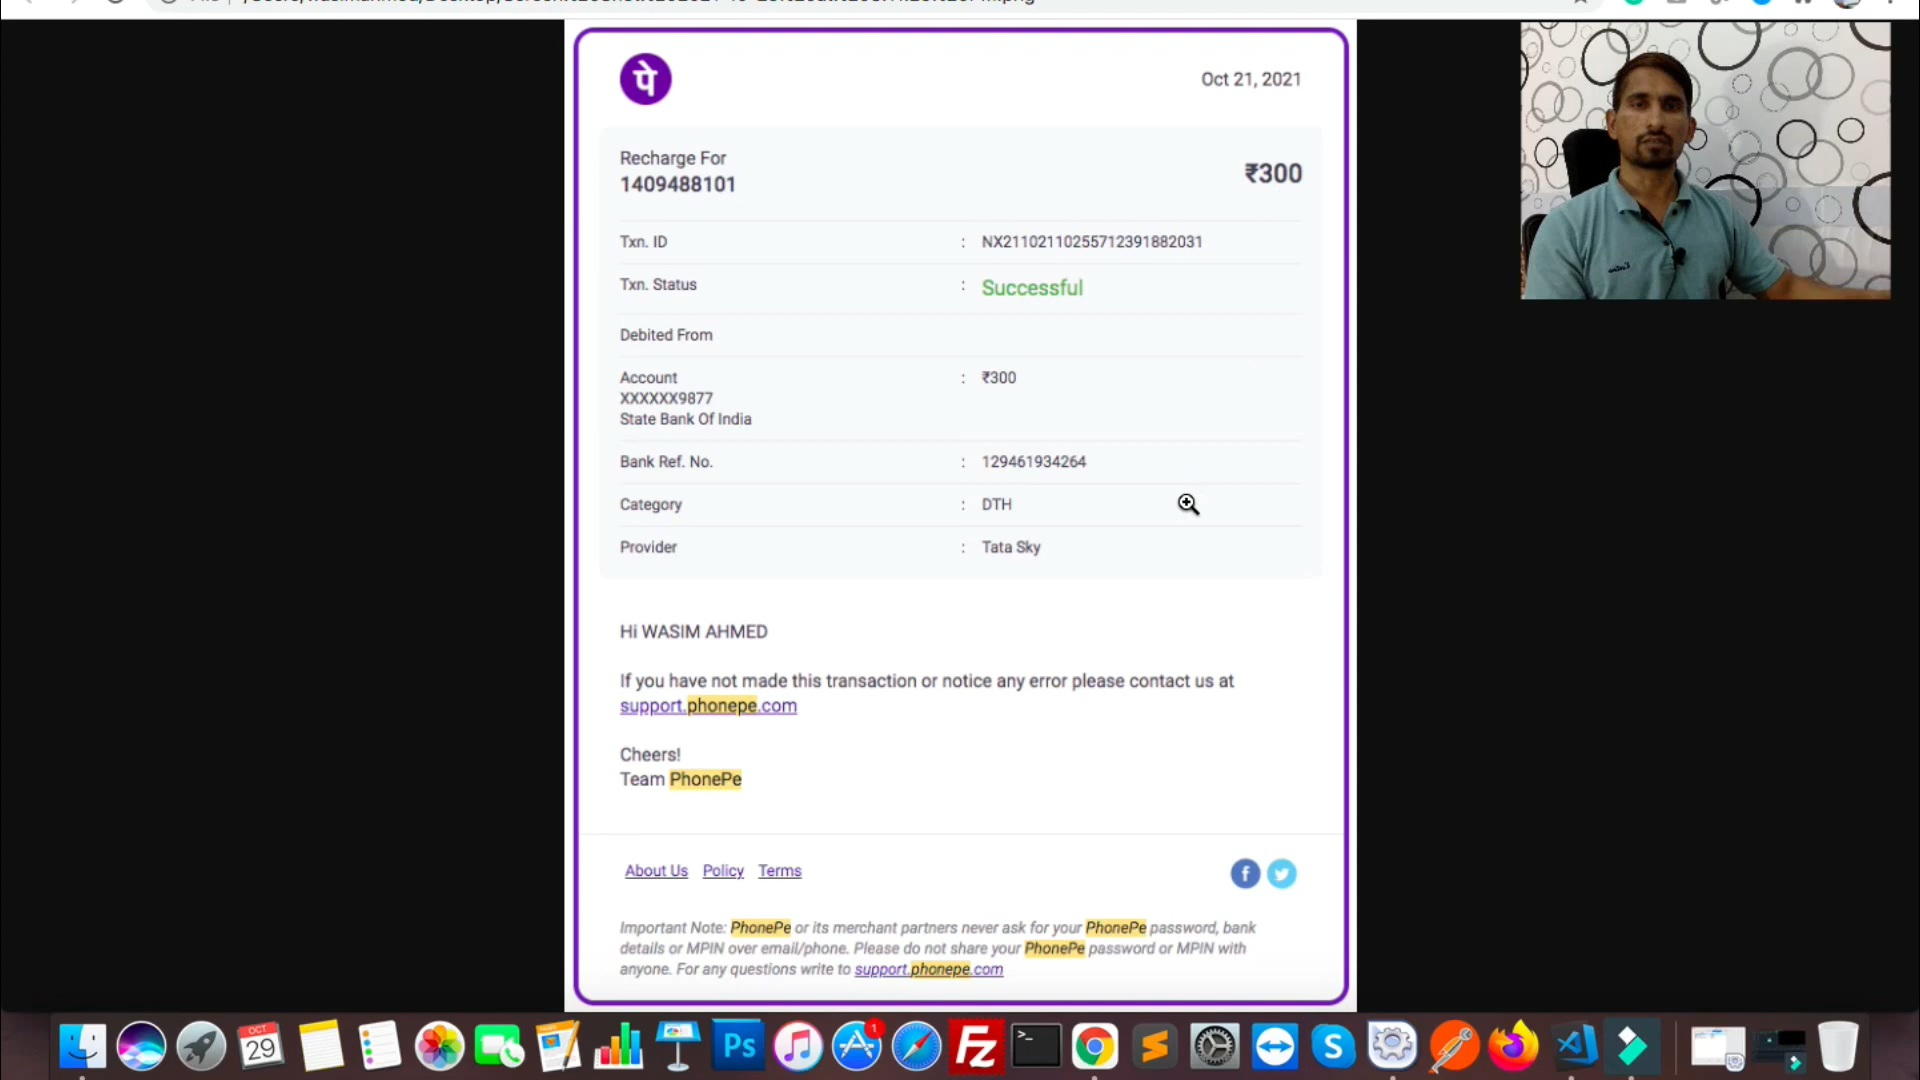 पे
Oct 21, 2021
Recharge For
1409488101
₹300
Txn. ID : NX21102110255712391882031
Txn. Status : Successful
Debited From
Account : ₹300
XXXXXX9877
State Bank Of India
Bank Ref. No. : 129461934264
Category : DTH
Provider : Tata Sky
Hi WASIM AHMED
If you have not made this transaction or notice any error please contact us at
support.phonepe.com
Cheers!
Team PhonePe
About Us Policy Terms
f
Important Note: PhonePe or its merchant partners never ask for your PhonePe password, bank
details or MPIN over email/phone. Please do not share your PhonePe password or MPIN with
anyone. For any questions write to support.phonepe.com
OCT
29
Ps
1
Fz
>_
S
S